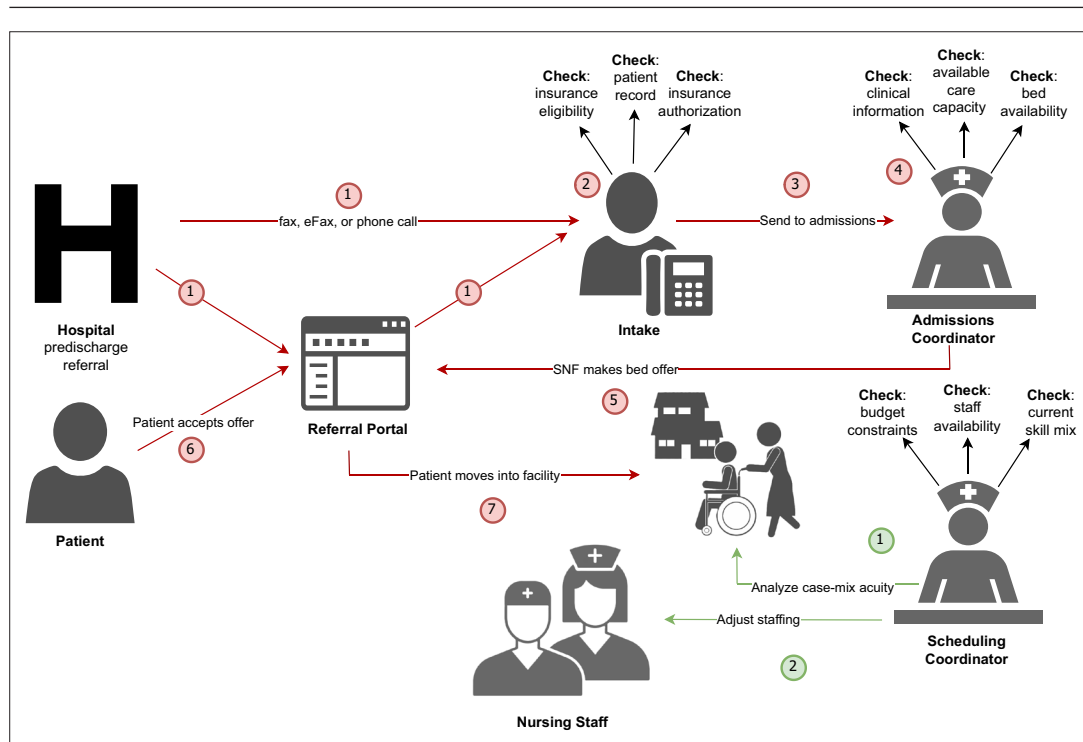 Check:
insurance
eligibility
Check:
patient
record
Check:
insurance
authorization
Check:
clinical
information
Check:
available
care
capacity
Check:
bed
availability
1
fax, eFax, or phone call
2
3
Send to admissions
4
H
Hospital
predischarge
referral
1
1
Intake
Admissions
Coordinator
Referral Portal
SNF makes bed offer
5
Patient accepts offer
6
Patient
Patient moves into facility
7
Check:
budget
constraints
Check:
staff
availability
Check:
current
skill mix
1
Analyze case-mix acuity
Adjust staffing
2
Scheduling
Coordinator
Nursing Staff